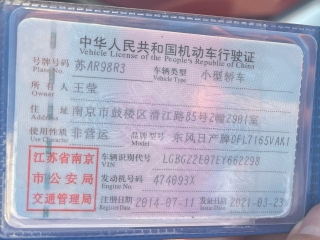 中华人民共和国机动车行驶证
Vehicle License of the People's Republic of China
号牌号码 苏AR98R3 车辆类型 小型轿车
Plate No. Vehicle Type
所有人 王莹
Owner
住址 南京市鼓楼区清江路85号2幢2901室
Address
使用性质 非营运 品牌型号 东风日产牌DFL7165VAK1
Use Character Model
江苏省南京
市公安局
交通管理局
车辆识别代号 LGBG22E07EY662298
VIN
发动机号码 474093X
Engine No.
注册日期 2014-07-11 发证日期 2021-03-23
Register Date Issue Date